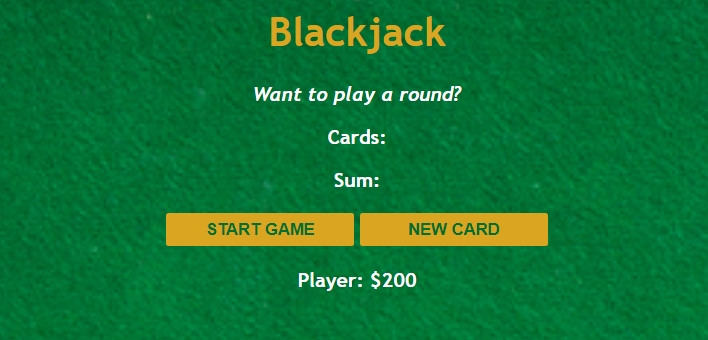 Blackjack
Want to play a round?
Cards:
Sum:
START GAME NEW CARD
Player: $200